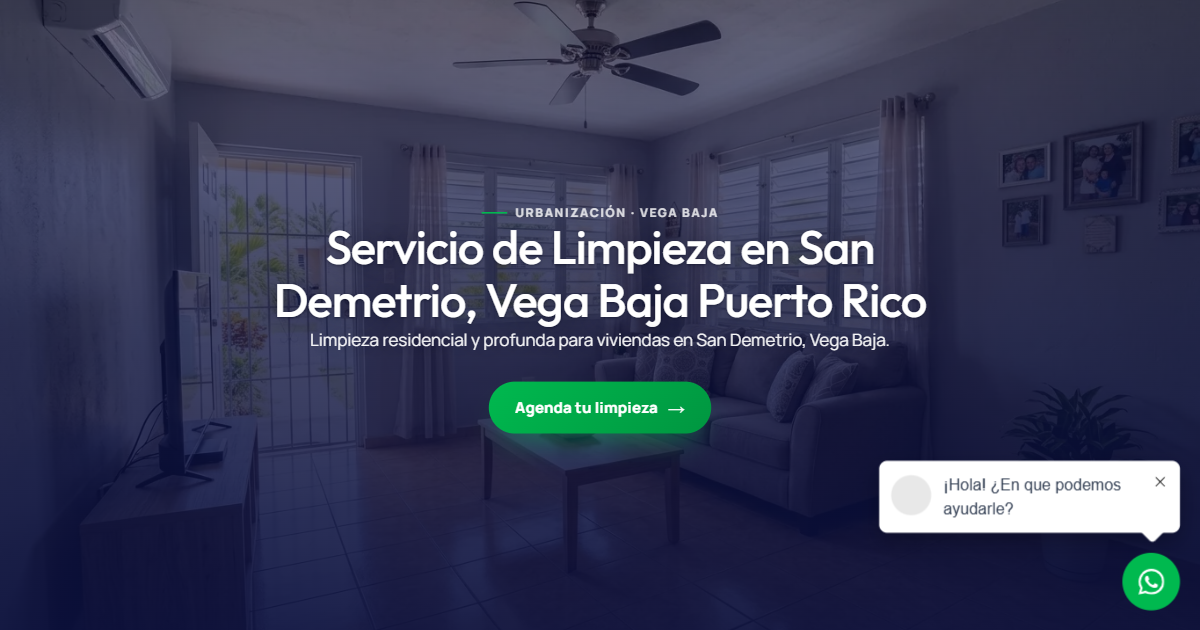 URBANIZACIÓN · VEGA BAJA
Servicio de Limpieza en San
Demetrio, Vega Baja Puerto Rico
Limpieza residencial y profunda para viviendas en San Demetrio, Vega Baja.
Agenda tu limpieza →
¡Hola! ¿En que podemos
ayudarle?